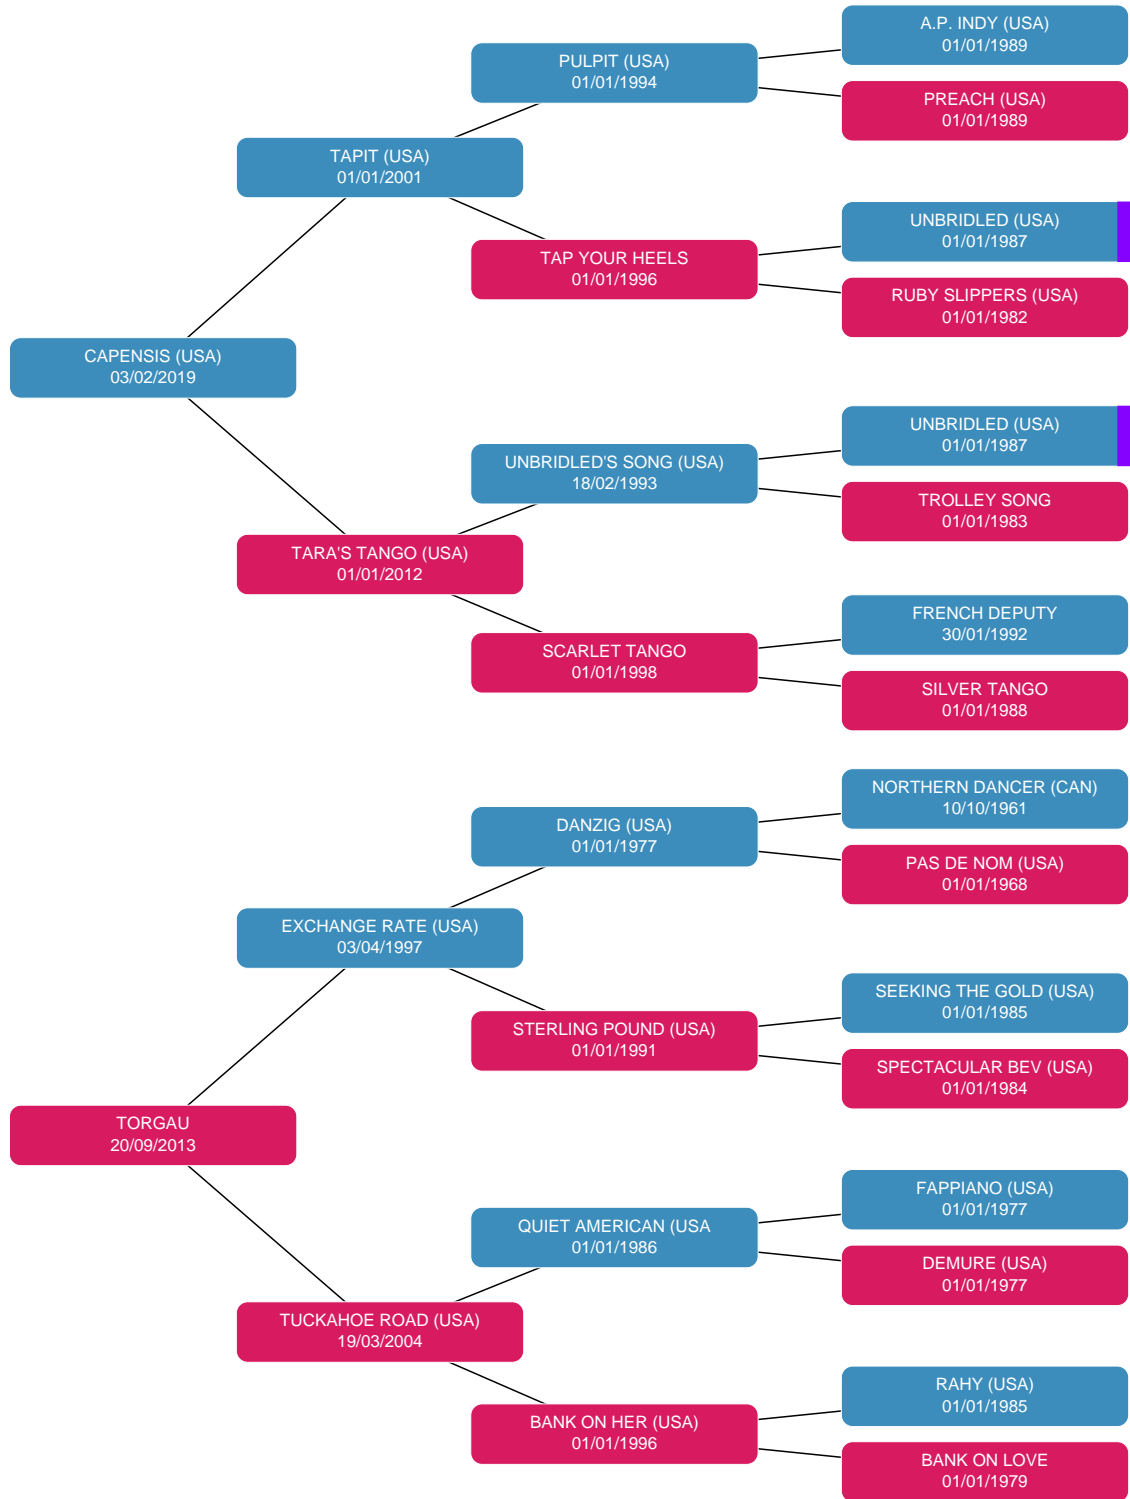 A.P. INDY (USA)
01/01/1989
PULPIT (USA)
01/01/1994
PREACH (USA)
01/01/1989
TAPIT (USA)
01/01/2001
UNBRIDLED (USA)
01/01/1987
TAP YOUR HEELS
01/01/1996
RUBY SLIPPERS (USA)
01/01/1982
CAPENSIS (USA)
03/02/2019
UNBRIDLED (USA)
01/01/1987
UNBRIDLED'S SONG (USA)
18/02/1993
TROLLEY SONG
01/01/1983
TARA'S TANGO (USA)
01/01/2012
FRENCH DEPUTY
30/01/1992
SCARLET TANGO
01/01/1998
SILVER TANGO
01/01/1988
NORTHERN DANCER (CAN)
10/10/1961
DANZIG (USA)
01/01/1977
PAS DE NOM (USA)
01/01/1968
EXCHANGE RATE (USA)
03/04/1997
SEEKING THE GOLD (USA)
01/01/1985
STERLING POUND (USA)
01/01/1991
SPECTACULAR BEV (USA)
01/01/1984
TORGAU
20/09/2013
FAPPIANO (USA)
01/01/1977
QUIET AMERICAN (USA
01/01/1986
DEMURE (USA)
01/01/1977
TUCKAHOE ROAD (USA)
19/03/2004
RAHY (USA)
01/01/1985
BANK ON HER (USA)
01/01/1996
BANK ON LOVE
01/01/1979